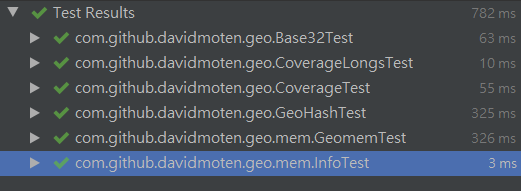 Test Results 782 ms
com.github.davidmoten.geo.Base32Test 63 ms
com.github.davidmoten.geo.CoverageLongsTest 10 ms
com.github.davidmoten.geo.CoverageTest 55 ms
com.github.davidmoten.geo.GeoHashTest 325 ms
com.github.davidmoten.geo.mem.GeomemTest 326 ms
com.github.davidmoten.geo.mem.InfoTest 3 ms